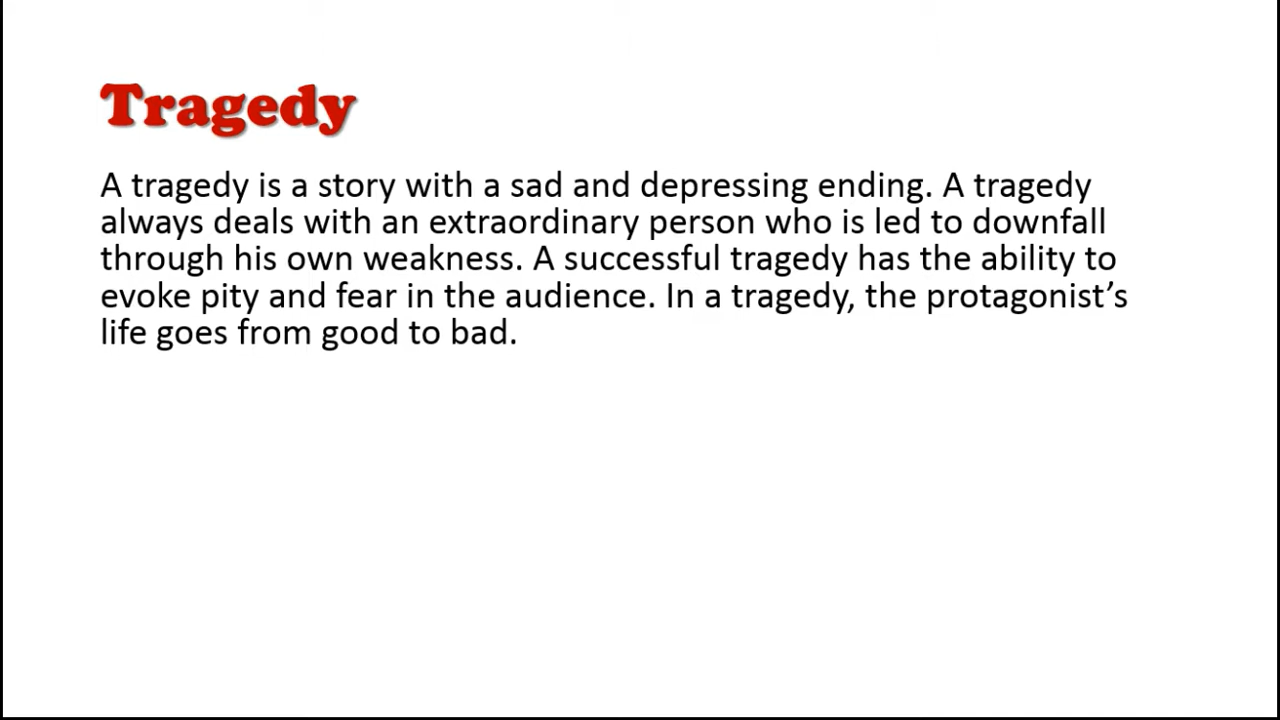 Tragedy
A tragedy is a story with a sad and depressing ending. A tragedy
always deals with an extraordinary person who is led to downfall
through his own weakness. A successful tragedy has the ability to
evoke pity and fear in the audience. In a tragedy, the protagonist’s
life goes from good to bad.